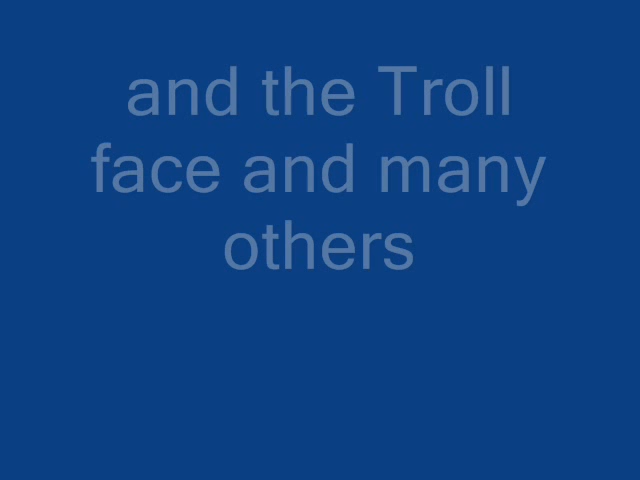 and the Troll
face and many
others